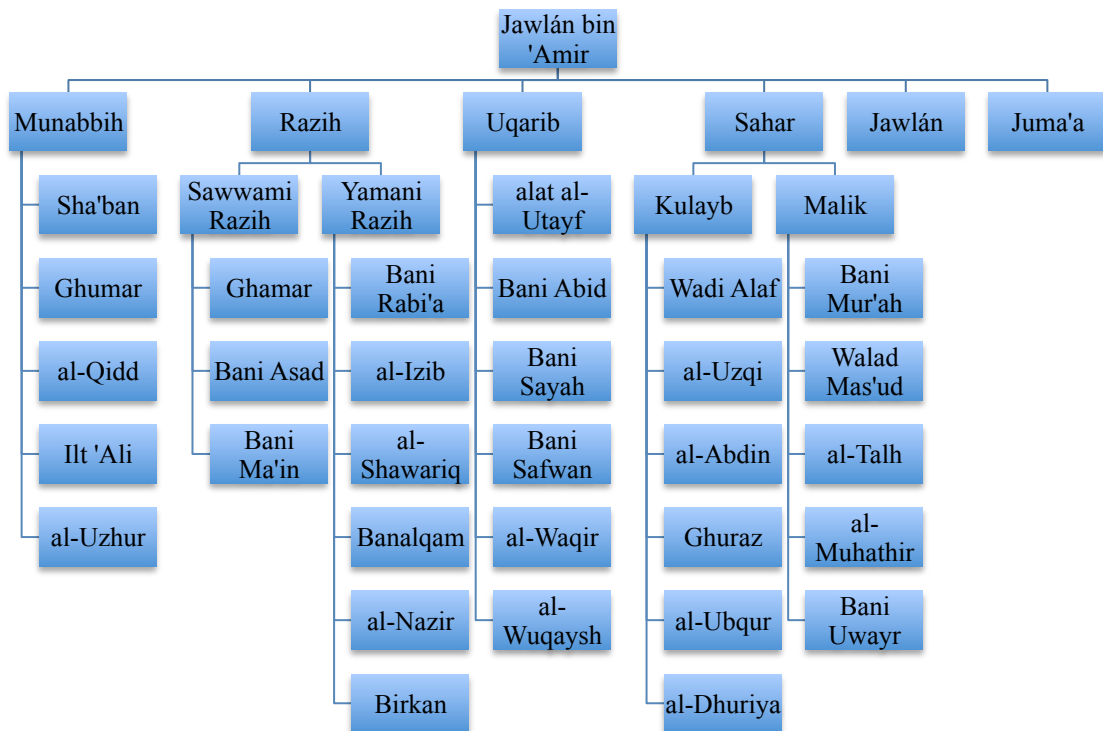 Jawlán bin
'Amir
Munabbih
Razih
Uqarib
Sahar
Jawlán
Juma'a
Sha'ban
Ghumar
al-Qidd
Ilt 'Ali
al-Uzhur
Sawwami
Razih
Ghamar
Bani Asad
Bani
Ma'in
Yamani
Razih
Bani
Rabi'a
al-Izib
al-
Shawariq
Banalqam
al-Nazir
Birkan
alat al-
Utayf
Bani Abid
Bani
Sayah
Bani
Safwan
al-Waqir
al-
Wuqaysh
Kulayb
Wadi Alaf
al-Uzqi
al-Abdin
Ghuraz
al-Ubqur
al-Dhuriya
Malik
Bani
Mur'ah
Walad
Mas'ud
al-Talh
al-
Muhathir
Bani
Uwayr